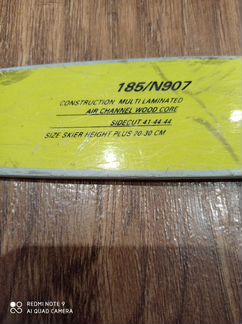 185/N907
CONSTRUCTION MULTI LAMINATED
AIR CHANNEL WOOD CORE
SIDECUT 41-44-44
SIZE SKIER HEIGHT PLUS 20-30 CM
REDMI NOTE 9
AI QUAD CAMERA